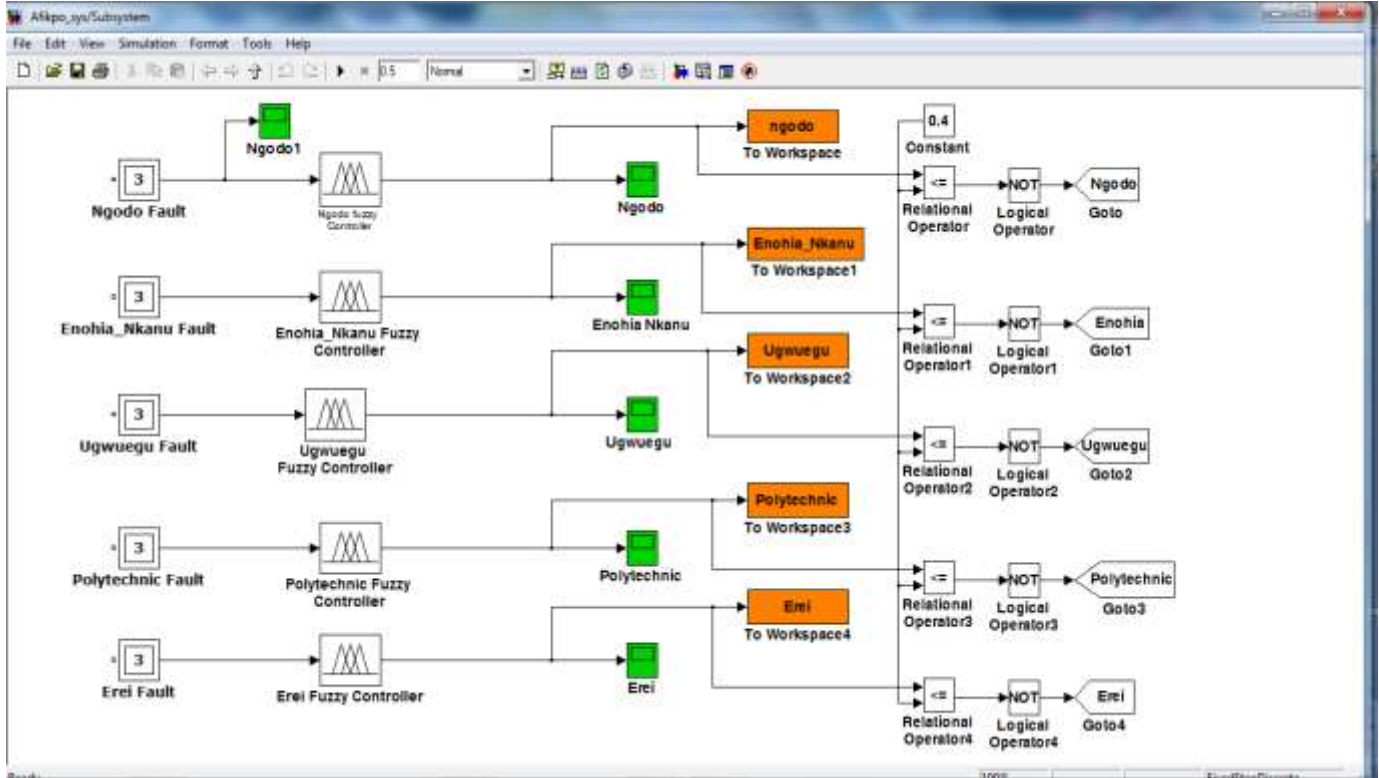 Afikpo_sys/Subsystem
File Edit View Simulation Format Tools Help
0.5 Normal
Ngodo1
3
Ngodo Fault
Ngodo fuzzy
Controller
Ngodo
ngodo
To Workspace
0.4
Constant
<=
Relational
Operator
NOT
Logical
Operator
Ngodo
Goto
3
Enohia_Nkanu Fault
Enohia_Nkanu Fuzzy
Controller
Enohia Nkanu
Enohia_Nkanu
To Workspace1
<=
Relational
Operator1
NOT
Logical
Operator1
Enohia
Goto1
3
Ugwuegu Fault
Ugwuegu
Fuzzy Controller
Ugwuegu
Ugwuegu
To Workspace2
<=
Relational
Operator2
NOT
Logical
Operator2
Ugwuegu
Goto2
3
Polytechnic Fault
Polytechnic Fuzzy
Controller
Polytechnic
Polytechnic
To Workspace3
<=
Relational
Operator3
NOT
Logical
Operator3
Polytechnic
Goto3
3
Erei Fault
Erei Fuzzy Controller
Erei
Erei
To Workspace4
<=
Relational
Operator4
NOT
Logical
Operator4
Erei
Goto4
Ready 100% FixedStepDiscrete